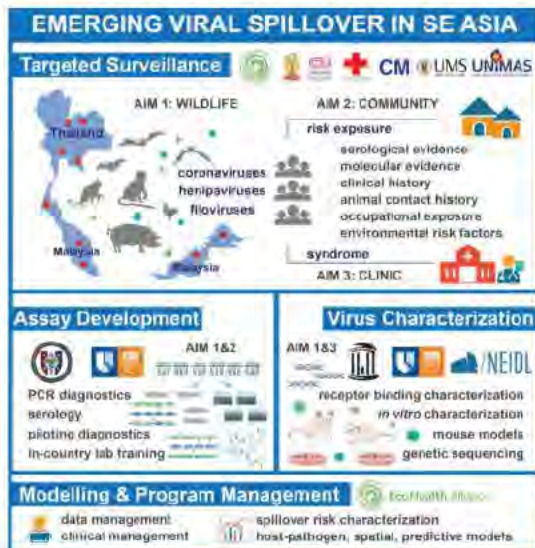 EMERGING VIRAL SPILLOVER IN SE ASIA
Targeted Surveillance
CM
UMS
UNIMAS
AIM 1: WILDLIFE
Thailand
coronaviruses
henipaviruses
filoviruses
Malaysia
Malaysia
AIM 2: COMMUNITY
risk exposure
serological evidence
molecular evidence
clinical history
animal contact history
occupational exposure
environmental risk factors
syndrome
AIM 3: CLINIC
Assay Development
AIM 1&2
PCR diagnostics
serology
piloting diagnostics
in-country lab training
Virus Characterization
AIM 1&3
/NEIDL
receptor binding characterization
in vitro characterization
mouse models
genetic sequencing
Modelling & Program Management
EcoHealth Alliance
data management
clinical management
spillover risk characterization
host-pathogen, spatial, predictive models